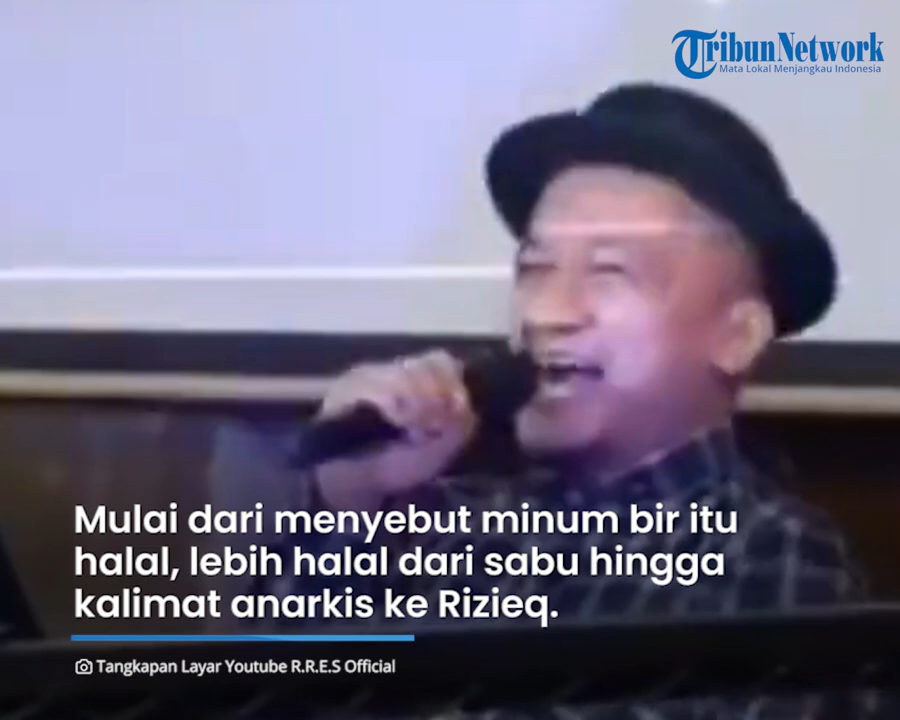 TribunNetwork
Mata Lokal Menjangkau Indonesia
Mulai dari menyebut minum bir itu
halal, lebih halal dari sabu hingga
kalimat anarkis ke Rizieq.
Tangkapan Layar Youtube R.R.E.S Official